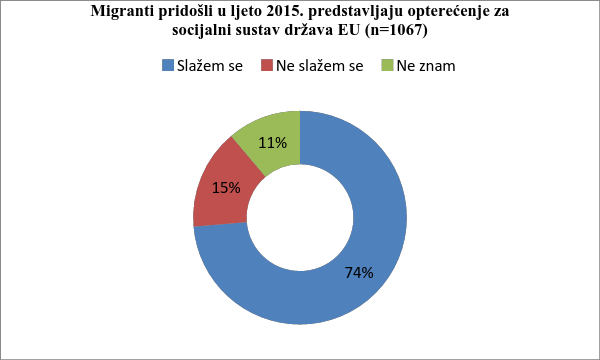 Migranti pridošli u ljeto 2015. predstavljaju opterećenje za
socijalni sustav država EU (n=1067)
Slažem se Ne slažem se Ne znam
11%
15%
74%